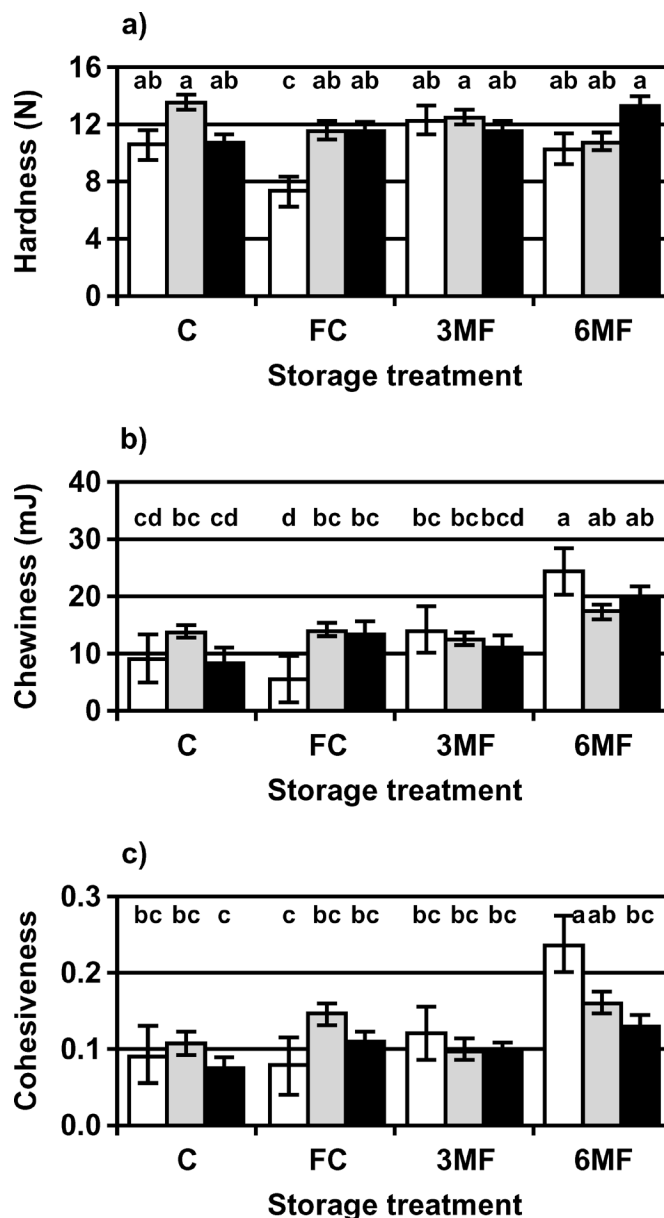 a)
Hardness (N)
16
12
8
4
0
ab a ab c ab ab ab a ab ab ab a
C FC 3MF 6MF
Storage treatment
b)
Chewiness (mJ)
40
30
20
10
0
cd bc cd d bc bc bc bc bcd a ab ab
C FC 3MF 6MF
Storage treatment
c)
Cohesiveness
0.3
0.2
0.1
0.0
bc bc c c bc bc bc bc bc a ab bc
C FC 3MF 6MF
Storage treatment